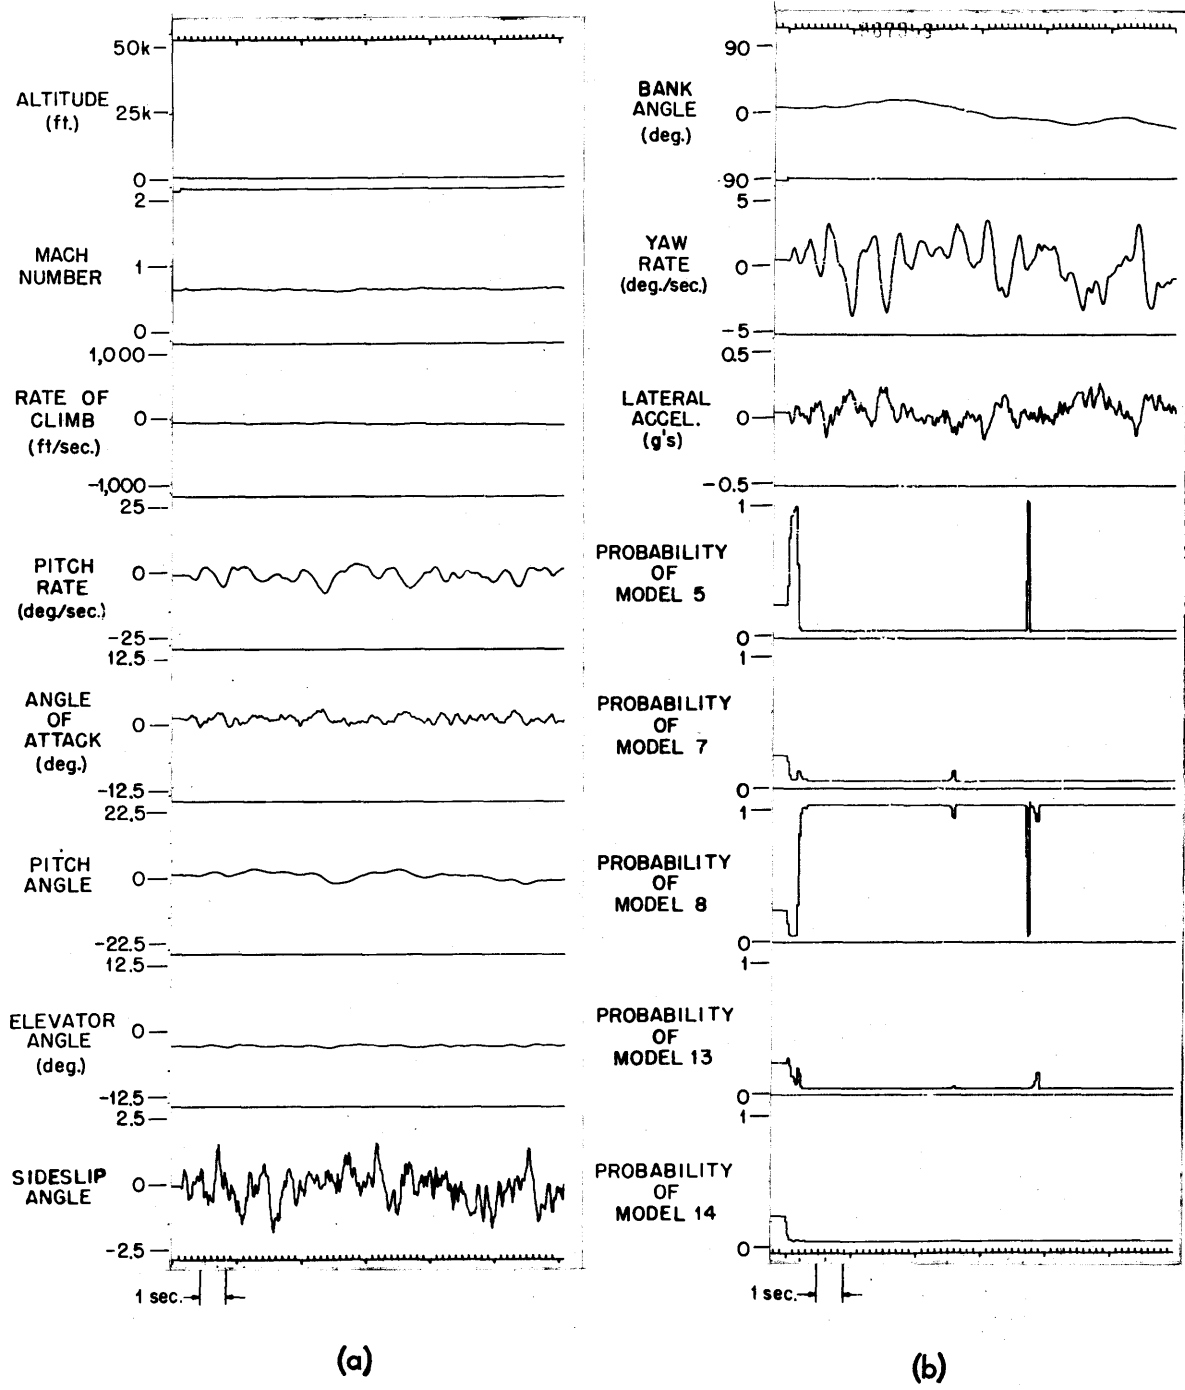 50k
ALTITUDE
25k
(ft.)
0
2
MACH
NUMBER
1
0
1,000
RATE OF
CLIMB
0
(ft/sec.)
-1,000
25
PITCH
RATE
0
(deg/sec.)
-25
12.5
ANGLE
OF
ATTACK
0
(deg.)
-12.5
22.5
PITCH
ANGLE
0
-22.5
12.5
ELEVATOR
ANGLE
0
(deg.)
-12.5
2.5
SIDESLIP
ANGLE
0
-2.5
1 sec.
(a)
90
BANK
ANGLE
0
(deg.)
90
5
YAW
RATE
0
(deg./sec.)
-5
0.5
LATERAL
ACCEL.
0
(g's)
-0.5
1
PROBABILITY
OF
MODEL 5
0
1
PROBABILITY
OF
MODEL 7
0
1
PROBABILITY
OF
MODEL 8
0
1
PROBABILITY
OF
MODEL 13
0
1
PROBABILITY
OF
MODEL 14
0
1 sec.
(b)